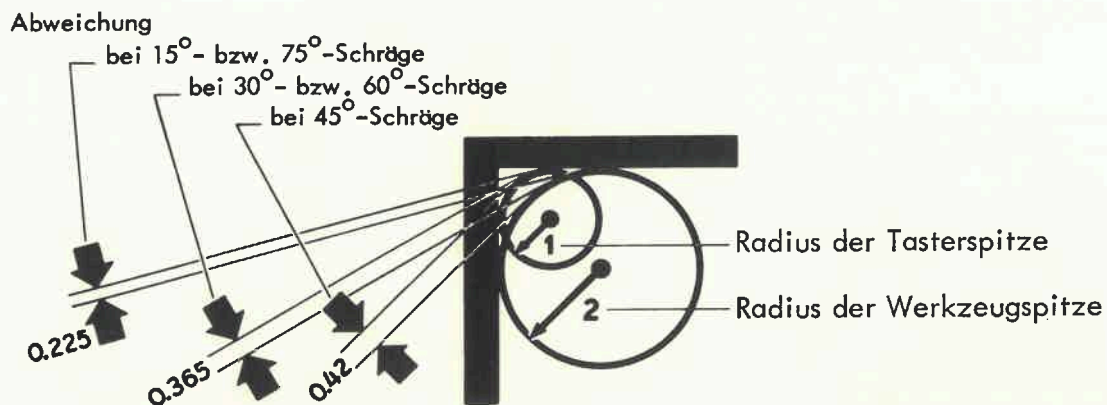 Abweichung
bei 15°- bzw. 75°-Schräge
bei 30°- bzw. 60°-Schräge
bei 45°-Schräge
1
Radius der Tasterspitze
2
Radius der Werkzeugspitze
0.225
0.365
0.42